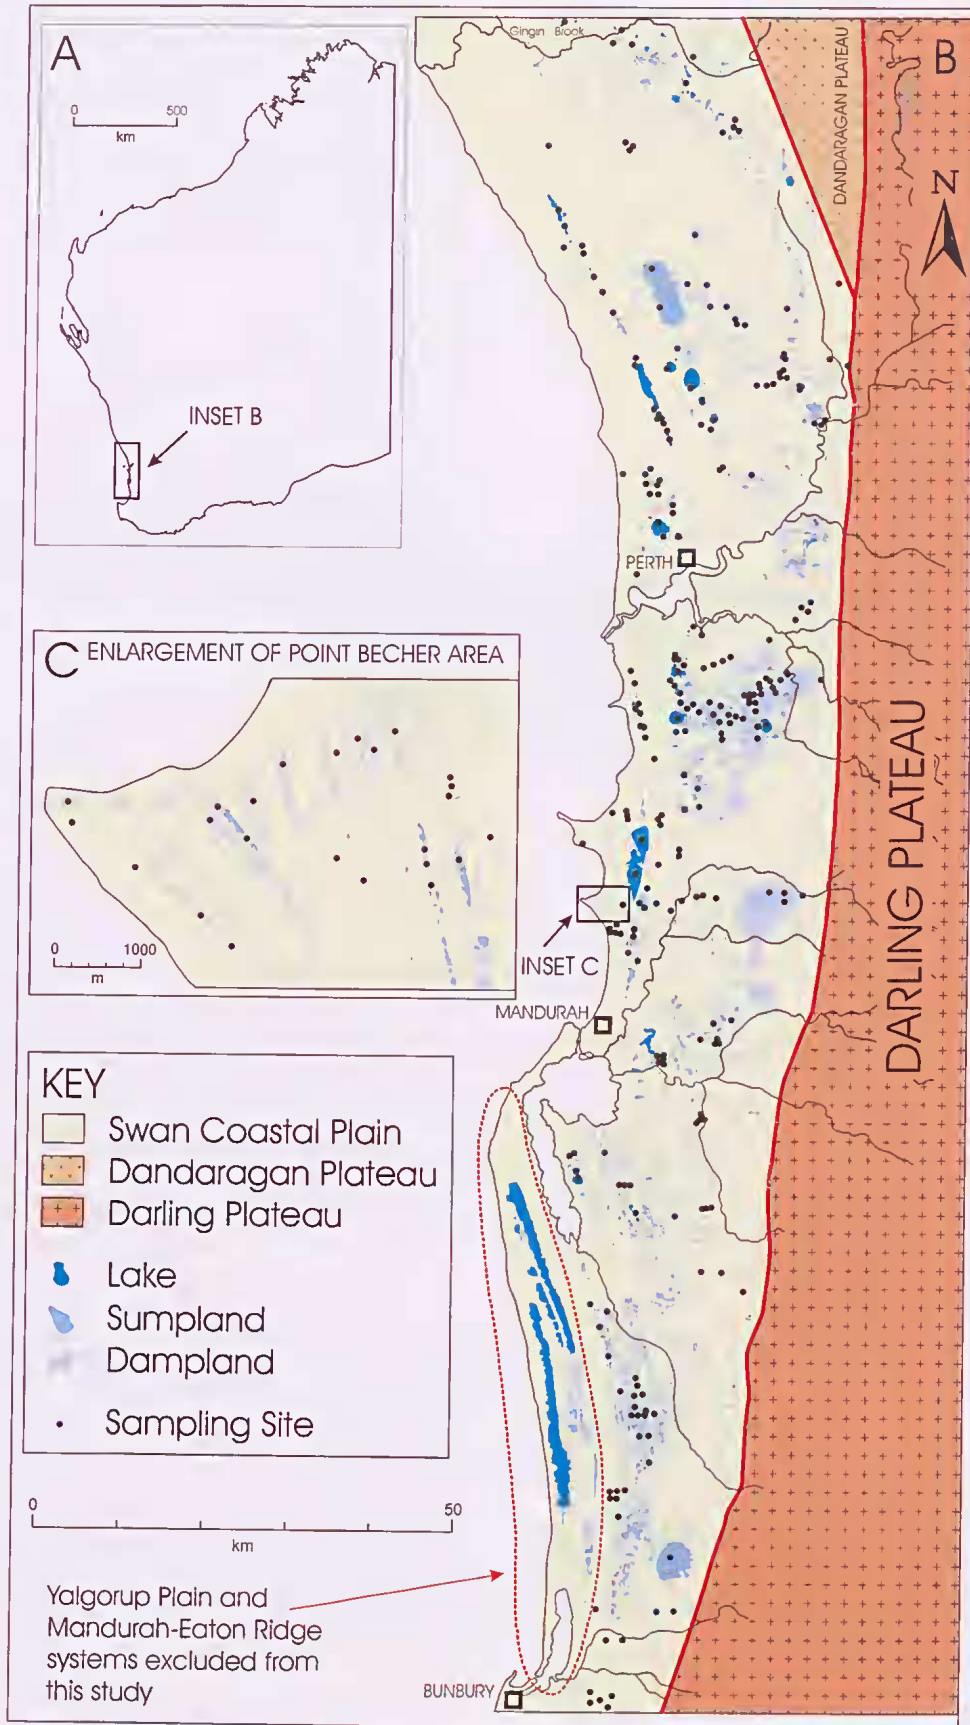 A
0 500
km
INSET B
B
Gingin Brook
DANDARAGAN PLATEAU
N
PERTH
C ENLARGEMENT OF POINT BECHER AREA
0 1000
m
INSET C
MANDURAH
DARLING PLATEAU
KEY
Swan Coastal Plain
Dandaragan Plateau
Darling Plateau
Lake
Sumpland
Dampland
Sampling Site
0 50
km
Yalgorup Plain and
Mandurah-Eaton Ridge
systems excluded from
this study
BUNBURY